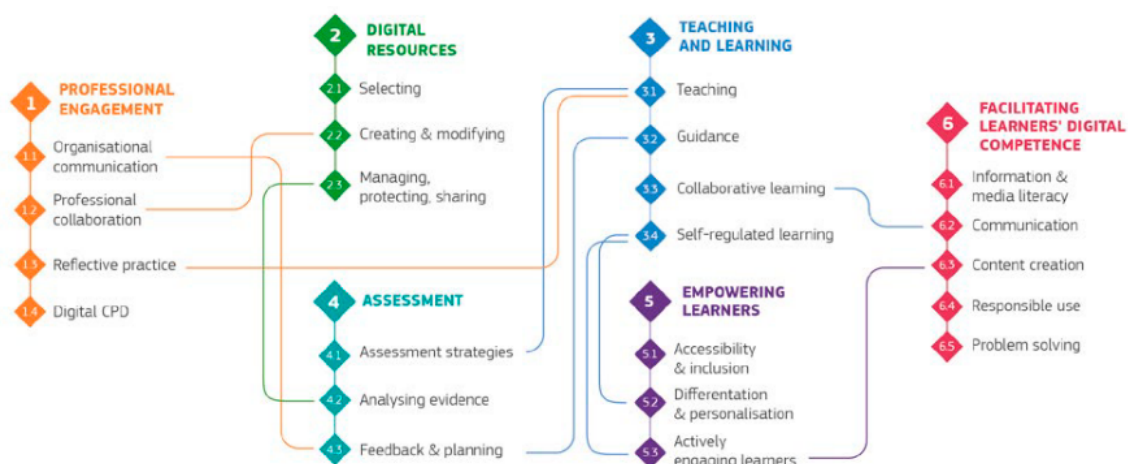 1
PROFESSIONAL
ENGAGEMENT
1.1
Organisational
communication
1.2
Professional
collaboration
1.3
Reflective practice
1.4
Digital CPD
2
DIGITAL
RESOURCES
2.1
Selecting
2.2
Creating & modifying
2.3
Managing,
protecting, sharing
3
TEACHING
AND LEARNING
3.1
Teaching
3.2
Guidance
3.3
Collaborative learning
3.4
Self-regulated learning
4
ASSESSMENT
4.1
Assessment strategies
4.2
Analysing evidence
4.3
Feedback & planning
5
EMPOWERING
LEARNERS
5.1
Accessibility
& inclusion
5.2
Differentation
& personalisation
5.3
Actively
engaging learners
6
FACILITATING
LEARNERS' DIGITAL
COMPETENCE
6.1
Information &
media literacy
6.2
Communication
6.3
Content creation
6.4
Responsible use
6.5
Problem solving